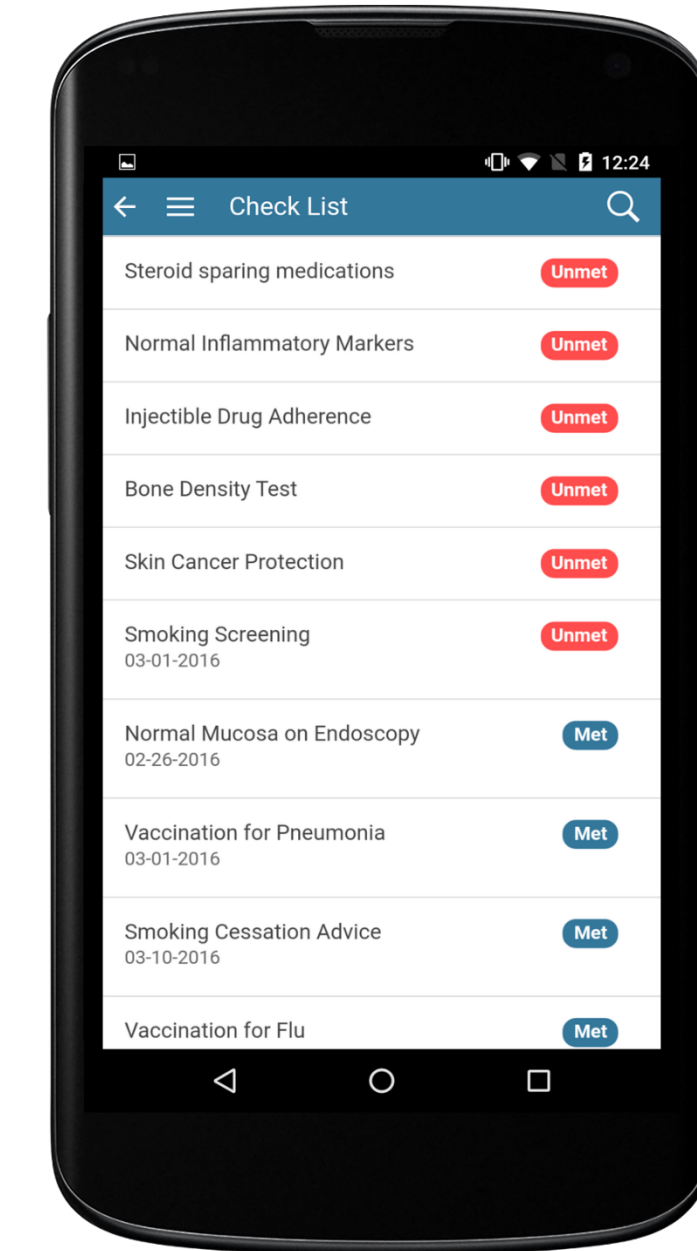 12:24
Check List
Steroid sparing medications
Unmet
Normal Inflammatory Markers
Unmet
Injectible Drug Adherence
Unmet
Bone Density Test
Unmet
Skin Cancer Protection
Unmet
Smoking Screening
Unmet
03-01-2016
Normal Mucosa on Endoscopy
Met
02-26-2016
Vaccination for Pneumonia
Met
03-01-2016
Smoking Cessation Advice
Met
03-10-2016
Vaccination for Flu
Met